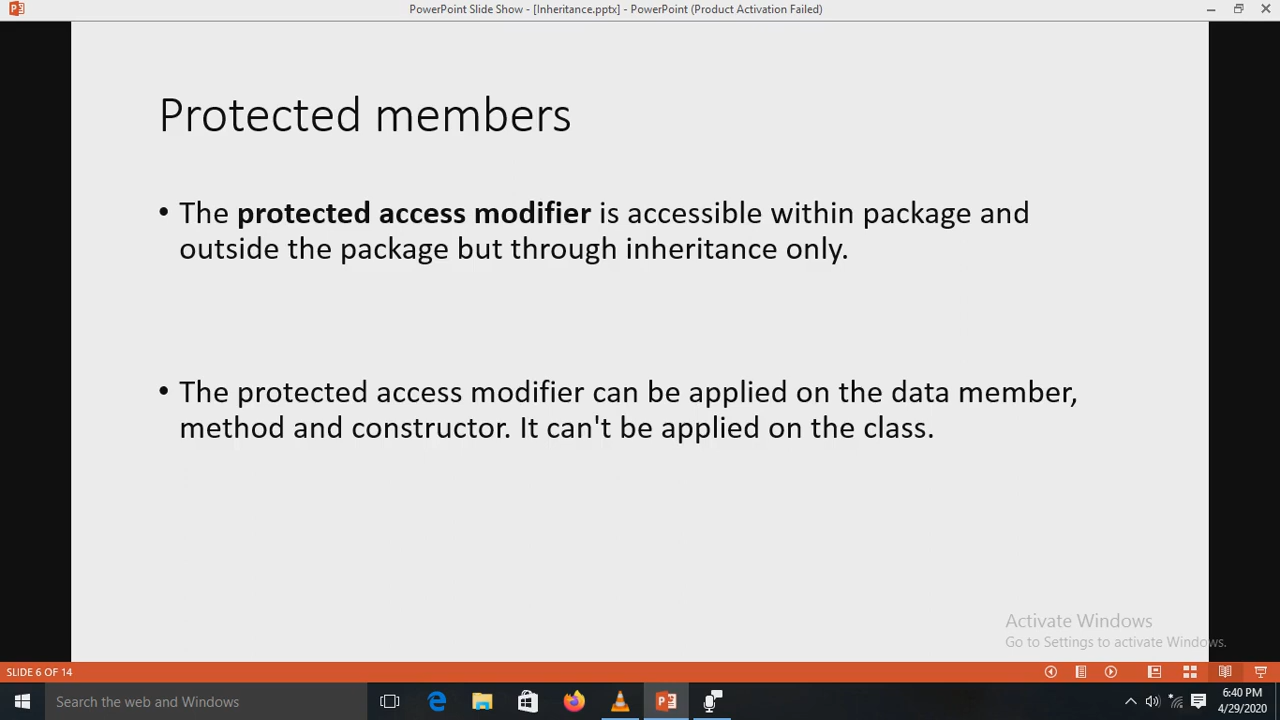 PowerPoint Slide Show - [Inheritance.pptx] - PowerPoint (Product Activation Failed)
Protected members
• The protected access modifier is accessible within package and
outside the package but through inheritance only.
• The protected access modifier can be applied on the data member,
method and constructor. It can't be applied on the class.
Activate Windows
Go to Settings to activate Windows.
SLIDE 6 OF 14
Search the web and Windows
6:40 PM
4/29/2020